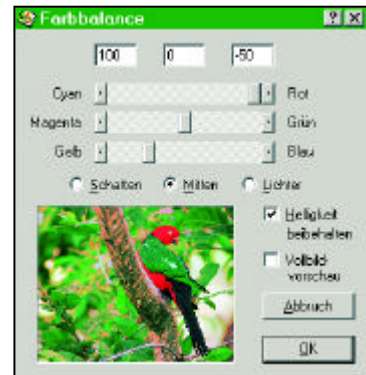 Farbbalance
100 0 -50
Cyan Rot
Magenta Grün
Gelb Blau
Schatten Mitten Lichter
Helligkeit
beibehalten
Vollbild-
vorschau
Abbruch
OK